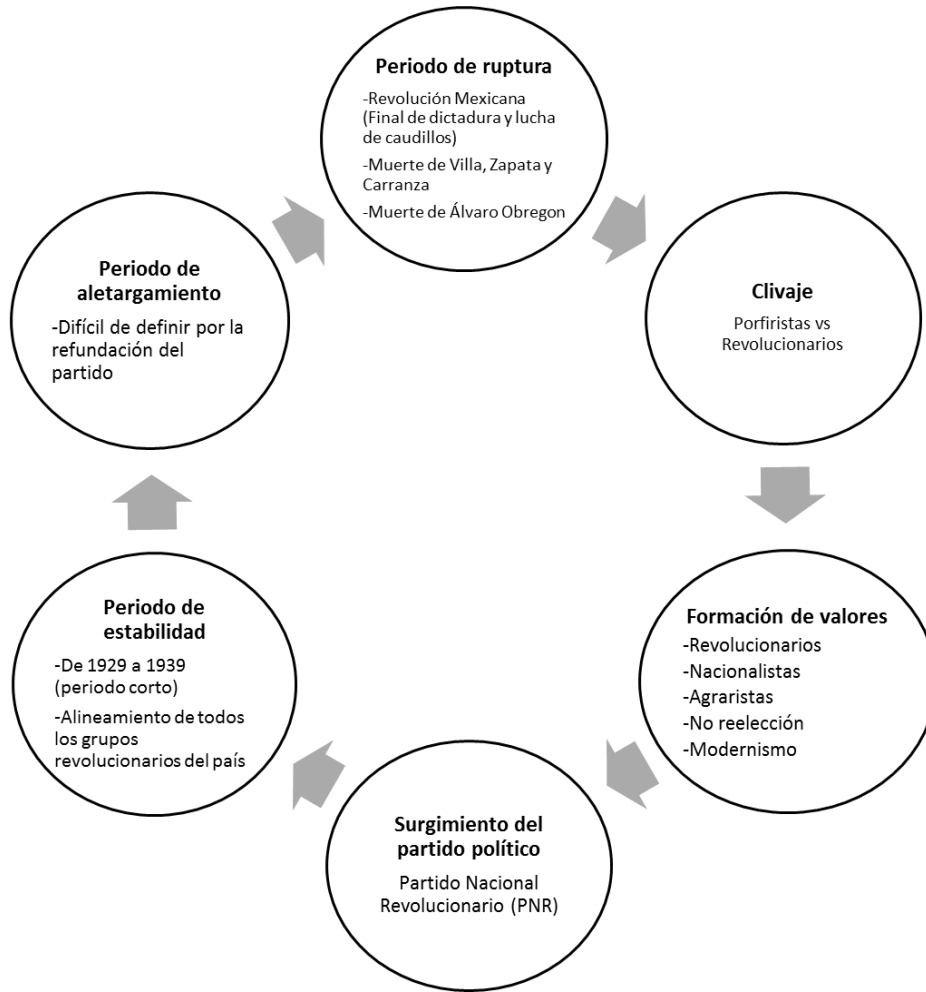 Periodo de ruptura
-Revolución Mexicana
(Final de dictadura y lucha
de caudillos)
-Muerte de Villa, Zapata y
Carranza
-Muerte de Álvaro Obregon
Clivaje
Porfiristas vs
Revolucionarios
Formación de valores
-Revolucionarios
-Nacionalistas
-Agraristas
-No reelección
-Modernismo
Surgimiento del
partido político
Partido Nacional
Revolucionario (PNR)
Periodo de
estabilidad
-De 1929 a 1939
(periodo corto)
-Alineamiento de todos
los grupos
revolucionarios del país
Periodo de
aletargamiento
-Difícil de definir por la
refundación del
partido